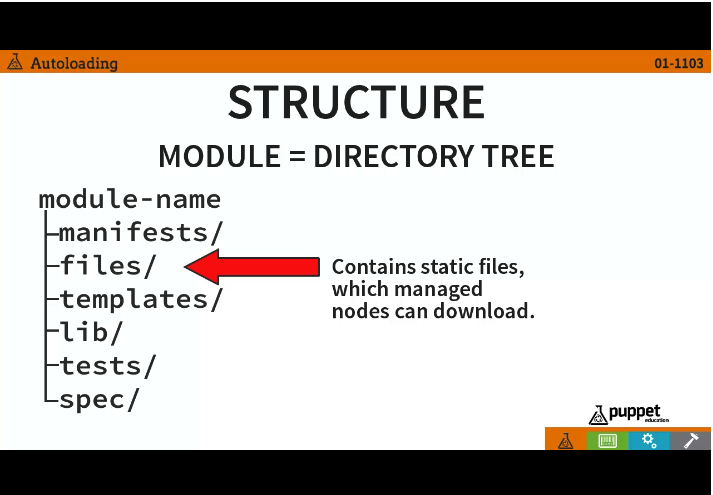 Autoloading
01-1103
STRUCTURE
MODULE = DIRECTORY TREE
module-name
manifests/
files/
templates/
lib/
tests/
spec/
Contains static files,
which managed
nodes can download.
puppet
education